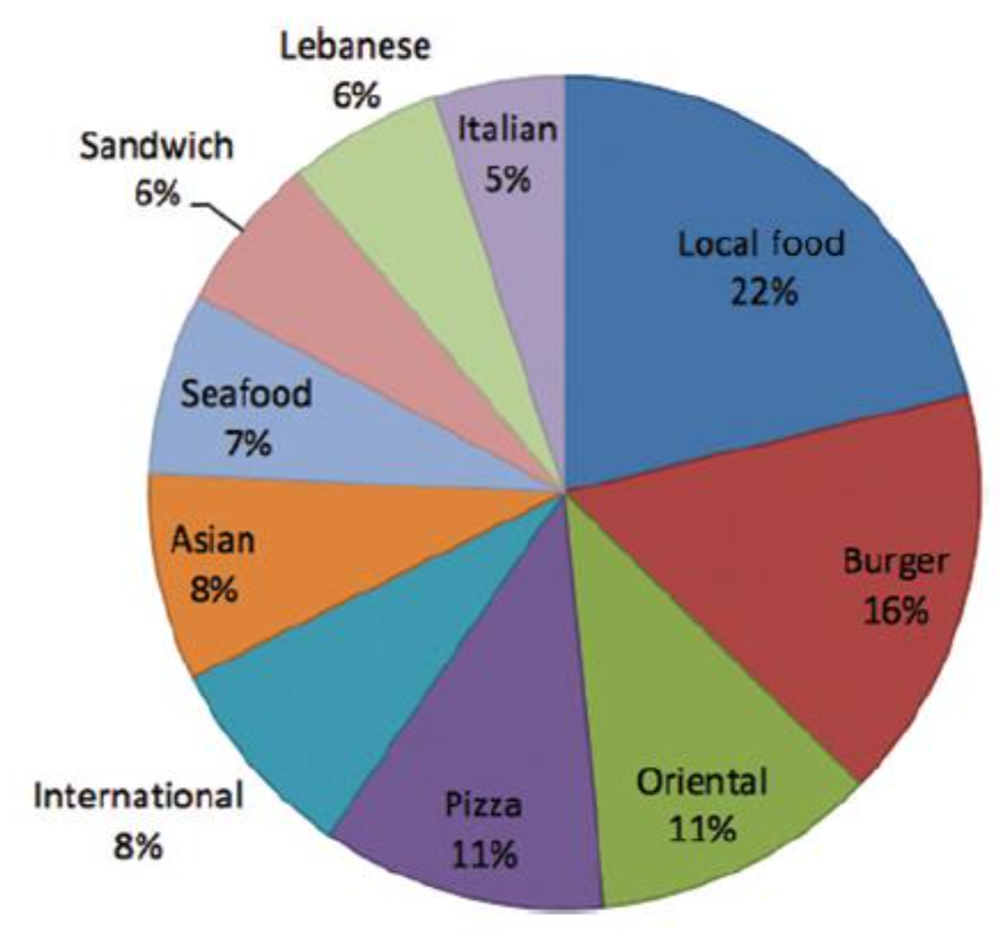 Lebanese
6%
Italian
5%
Sandwich
6%
Local food
22%
Seafood
7%
Asian
8%
Burger
16%
International
8%
Pizza
11%
Oriental
11%